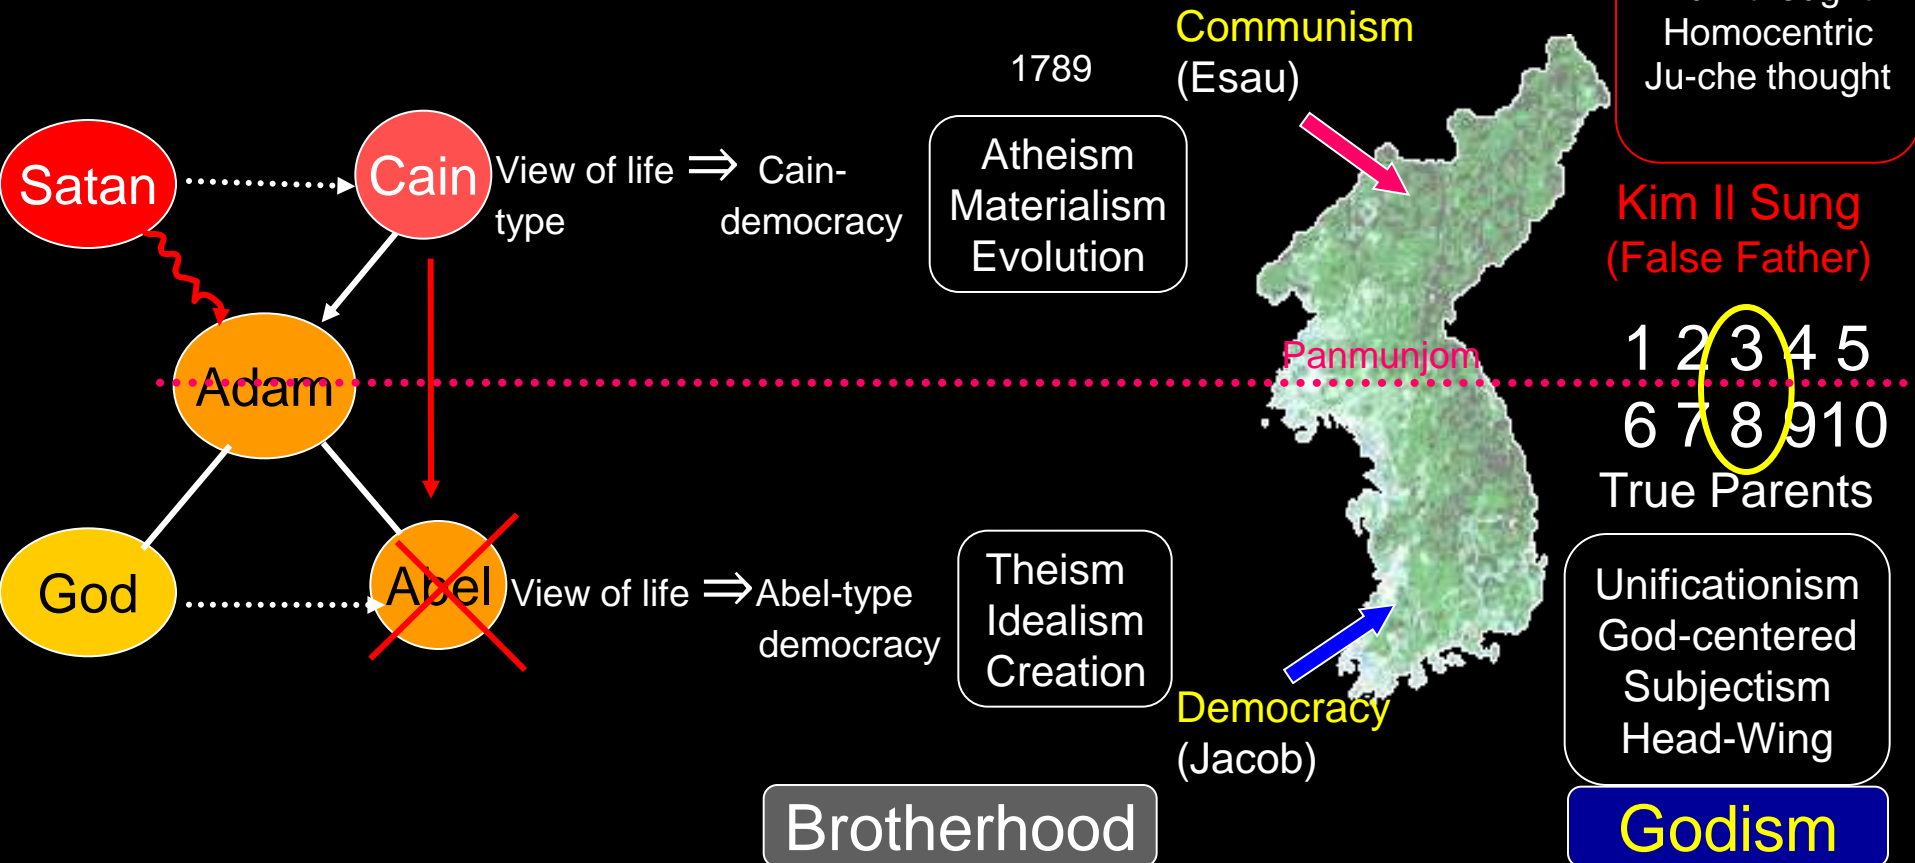 Communism
(Esau)
Homocentric
Ju-che thought
1789
Satan
Cain
View of life ⇒ Cain-
type democracy
Atheism
Materialism
Evolution
Kim Il Sung
(False Father)
Adam
Panmunjom
1 2 3 4 5
6 7 8 910
True Parents
God
Abel
View of life ⇒Abel-type
democracy
Theism
Idealism
Creation
Unificationism
God-centered
Subjectism
Head-Wing
Democracy
(Jacob)
Brotherhood
Godism